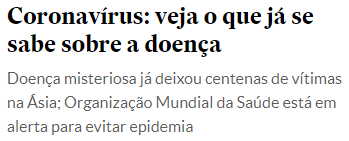 Coronavírus: veja o que já se
sabe sobre a doença
Doença misteriosa já deixou centenas de vítimas
na Ásia; Organização Mundial da Saúde está em
alerta para evitar epidemia